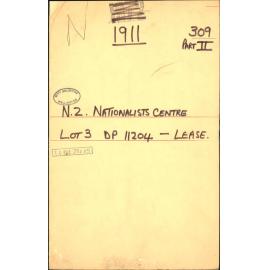 N
1911
309
PART II
N.Z. NATIONALISTS CENTRE
LOT 3 DP 11204 — LEASE.